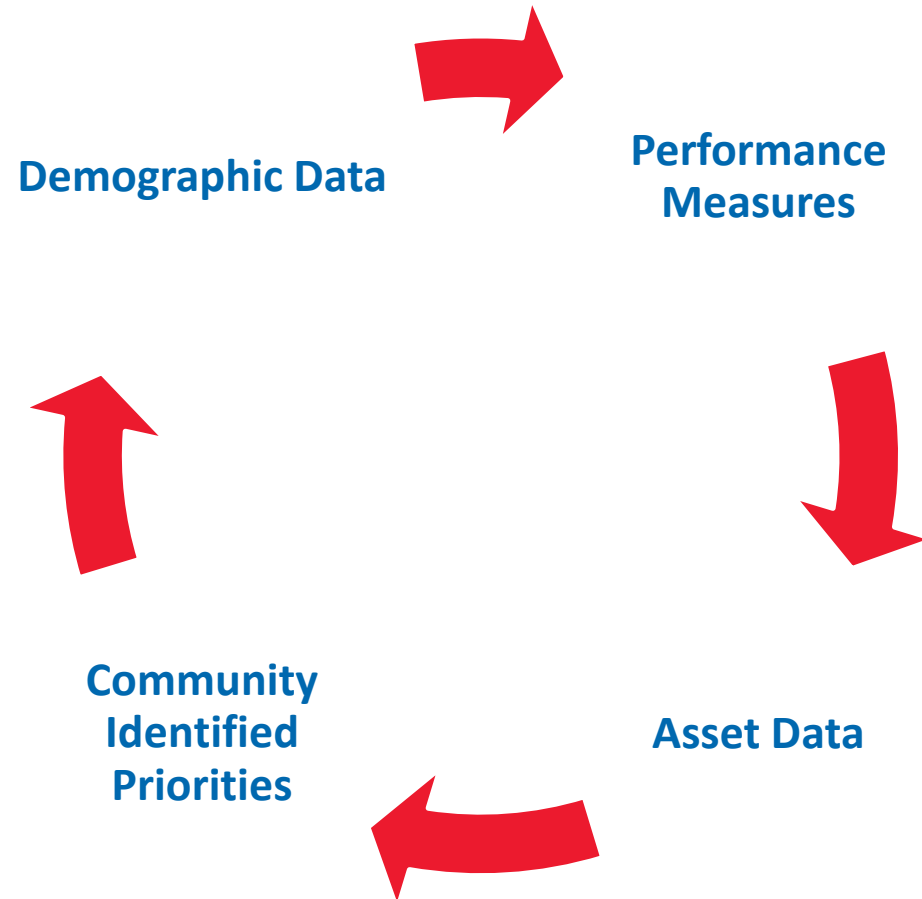 Demographic Data
Performance
Measures
Community
Identified
Priorities
Asset Data